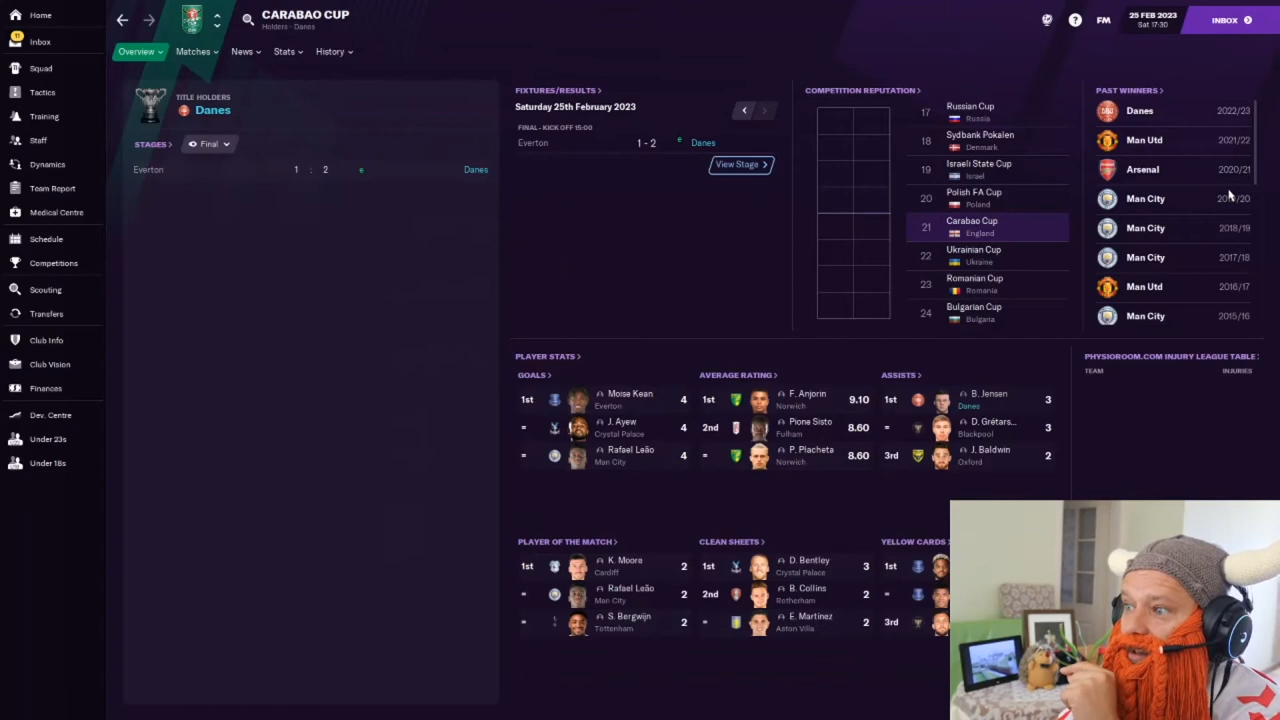 Home
11
Inbox
Squad
Tactics
Training
Staff
Dynamics
Team Report
Medical Centre
Schedule
Competitions
Scouting
Transfers
Club Info
Club Vision
Finances
Dev. Centre
Under 23s
Under 18s
CARABAO CUP
Holders - Danes
?
FM
25 FEB 2023
Sat 17:30
INBOX
Overview
Matches
News
Stats
History
TITLE HOLDERS
Danes
STAGES
Final
Everton 1 : 2 e Danes
FIXTURES/RESULTS
Saturday 25th February 2023
FINAL - KICK OFF 15:00
Everton 1 - 2 e Danes
View Stage
COMPETITION REPUTATION
17 Russian Cup
Russia
18 Sydbank Pokalen
Denmark
19 Israeli State Cup
Israel
20 Polish FA Cup
Poland
21 Carabao Cup
England
22 Ukrainian Cup
Ukraine
23 Romanian Cup
Romania
24 Bulgarian Cup
Bulgaria
PAST WINNERS
Danes 2022/23
Man Utd 2021/22
Arsenal 2020/21
Man City
Man City 2018/19
Man City 2017/18
Man Utd 2016/17
Man City 2015/16
PLAYER STATS
GOALS
1st Moise Kean 4
Everton
= J. Ayew 4
Crystal Palace
= Rafael Leão 4
Man City
AVERAGE RATING
1st F. Anjorin 9.10
Norwich
2nd Pione Sisto 8.60
Fulham
= P. Placheta 8.60
Norwich
ASSISTS
1st B. Jensen 3
Danes
= D. Grétars... 3
Blackpool
3rd J. Baldwin 2
Oxford
PHYSIOROOM.COM INJURY LEAGUE TABLE
TEAM INJURIES
PLAYER OF THE MATCH
1st K. Moore 2
Cardiff
= Rafael Leão 2
Man City
= S. Bergwijn 2
Tottenham
CLEAN SHEETS
1st D. Bentley 3
Crystal Palace
2nd B. Collins 2
Rotherham
= E. Martínez 2
Aston Villa
YELLOW CARDS
1st
=
3rd